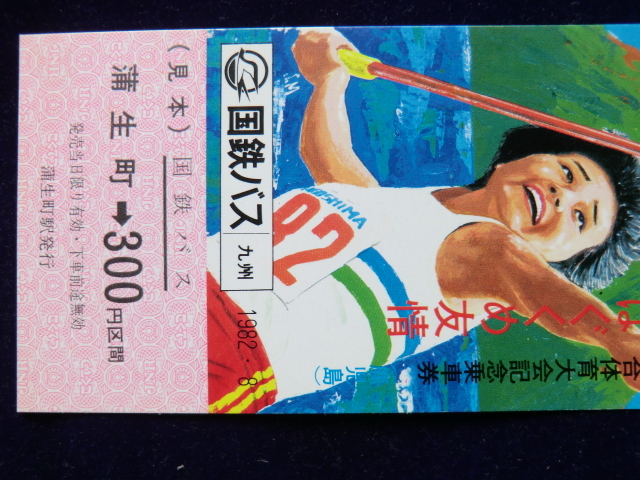 (見本)国鉄バス
蒲生町➡300円区間
発売当日限り有効・下車前途無効
蒲生町駅発行
国鉄バス 九州
1982・8
82
はぐくめ友情
合体育大会記念乗車券
児島)